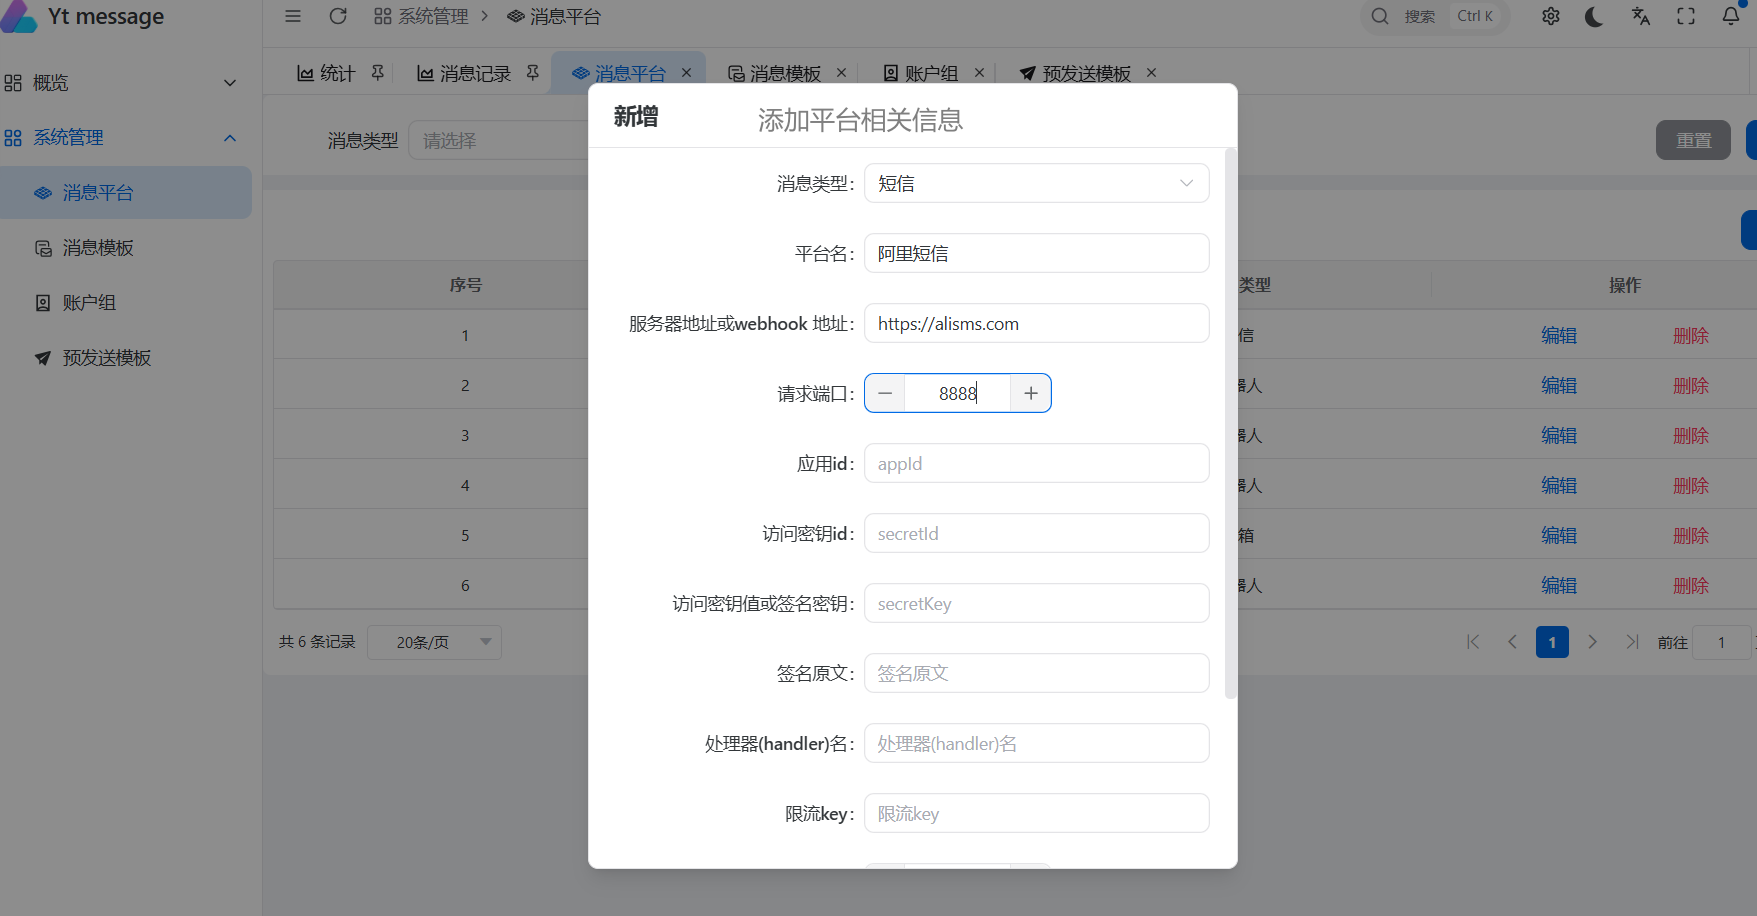 Yt message
系统管理
消息平台
搜索
Ctrl K
概览
系统管理
消息平台
消息模板
账户组
预发送模板
统计
消息记录
消息平台
消息模板
账户组
预发送模板
消息类型
请选择
重置
序号
类型
操作
1
信
编辑
删除
2
器人
编辑
删除
3
器人
编辑
删除
4
器人
编辑
删除
5
箱
编辑
删除
6
器人
编辑
删除
共 6 条记录
20条/页
1
前往
1
新增
添加平台相关信息
消息类型:
短信
平台名:
阿里短信
服务器地址或webhook 地址:
https://alisms.com
请求端口:
8888
应用id:
appId
访问密钥id:
secretId
访问密钥值或签名密钥:
secretKey
签名原文:
签名原文
处理器(handler)名:
处理器(handler)名
限流key:
限流key